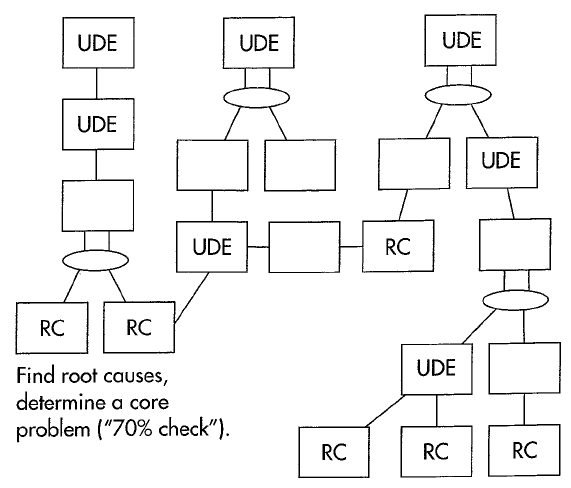 UDE
UDE
UDE
UDE
UDE
UDE
RC
RC
RC
UDE
Find root causes,
determine a core
problem ("70% check").
RC
RC
RC